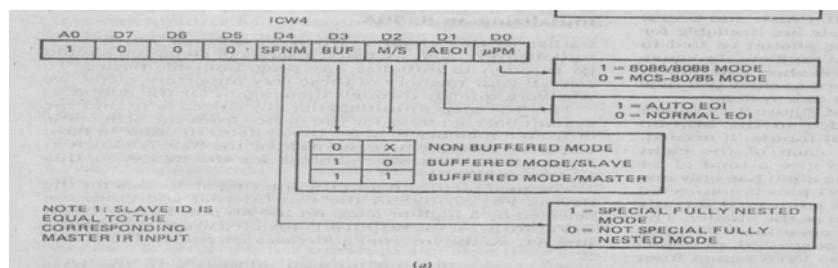 ICW4
A0 D7 D6 D5 D4 D3 D2 D1 D0
1 0 0 0 SFNM BUF M/S AEOI μPM
1 = 8086/8088 MODE
0 = MCS-80/85 MODE
1 = AUTO EOI
0 = NORMAL EOI
0 X NON BUFFERED MODE
1 0 BUFFERED MODE/SLAVE
1 1 BUFFERED MODE/MASTER
NOTE 1: SLAVE ID IS
EQUAL TO THE
CORRESPONDING
MASTER IR INPUT
1 = SPECIAL FULLY NESTED
MODE
0 = NOT SPECIAL FULLY
NESTED MODE
(a)